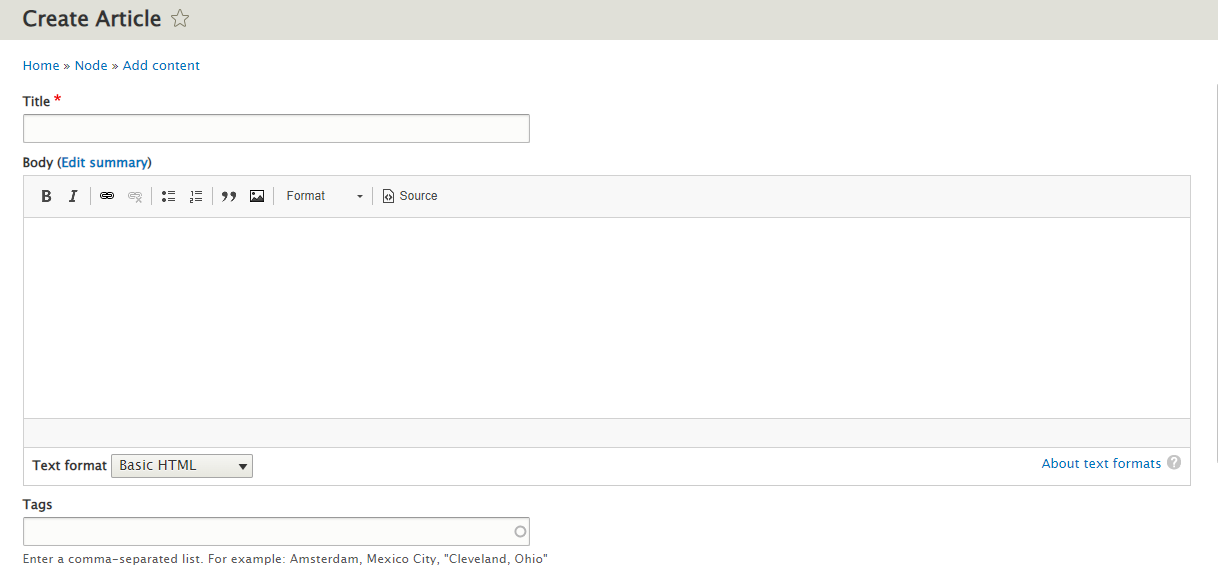 Create Article
Home » Node » Add content
Title *
Body (Edit summary)
B I Format Source
Text format Basic HTML About text formats ?
Tags
Enter a comma-separated list. For example: Amsterdam, Mexico City, "Cleveland, Ohio"